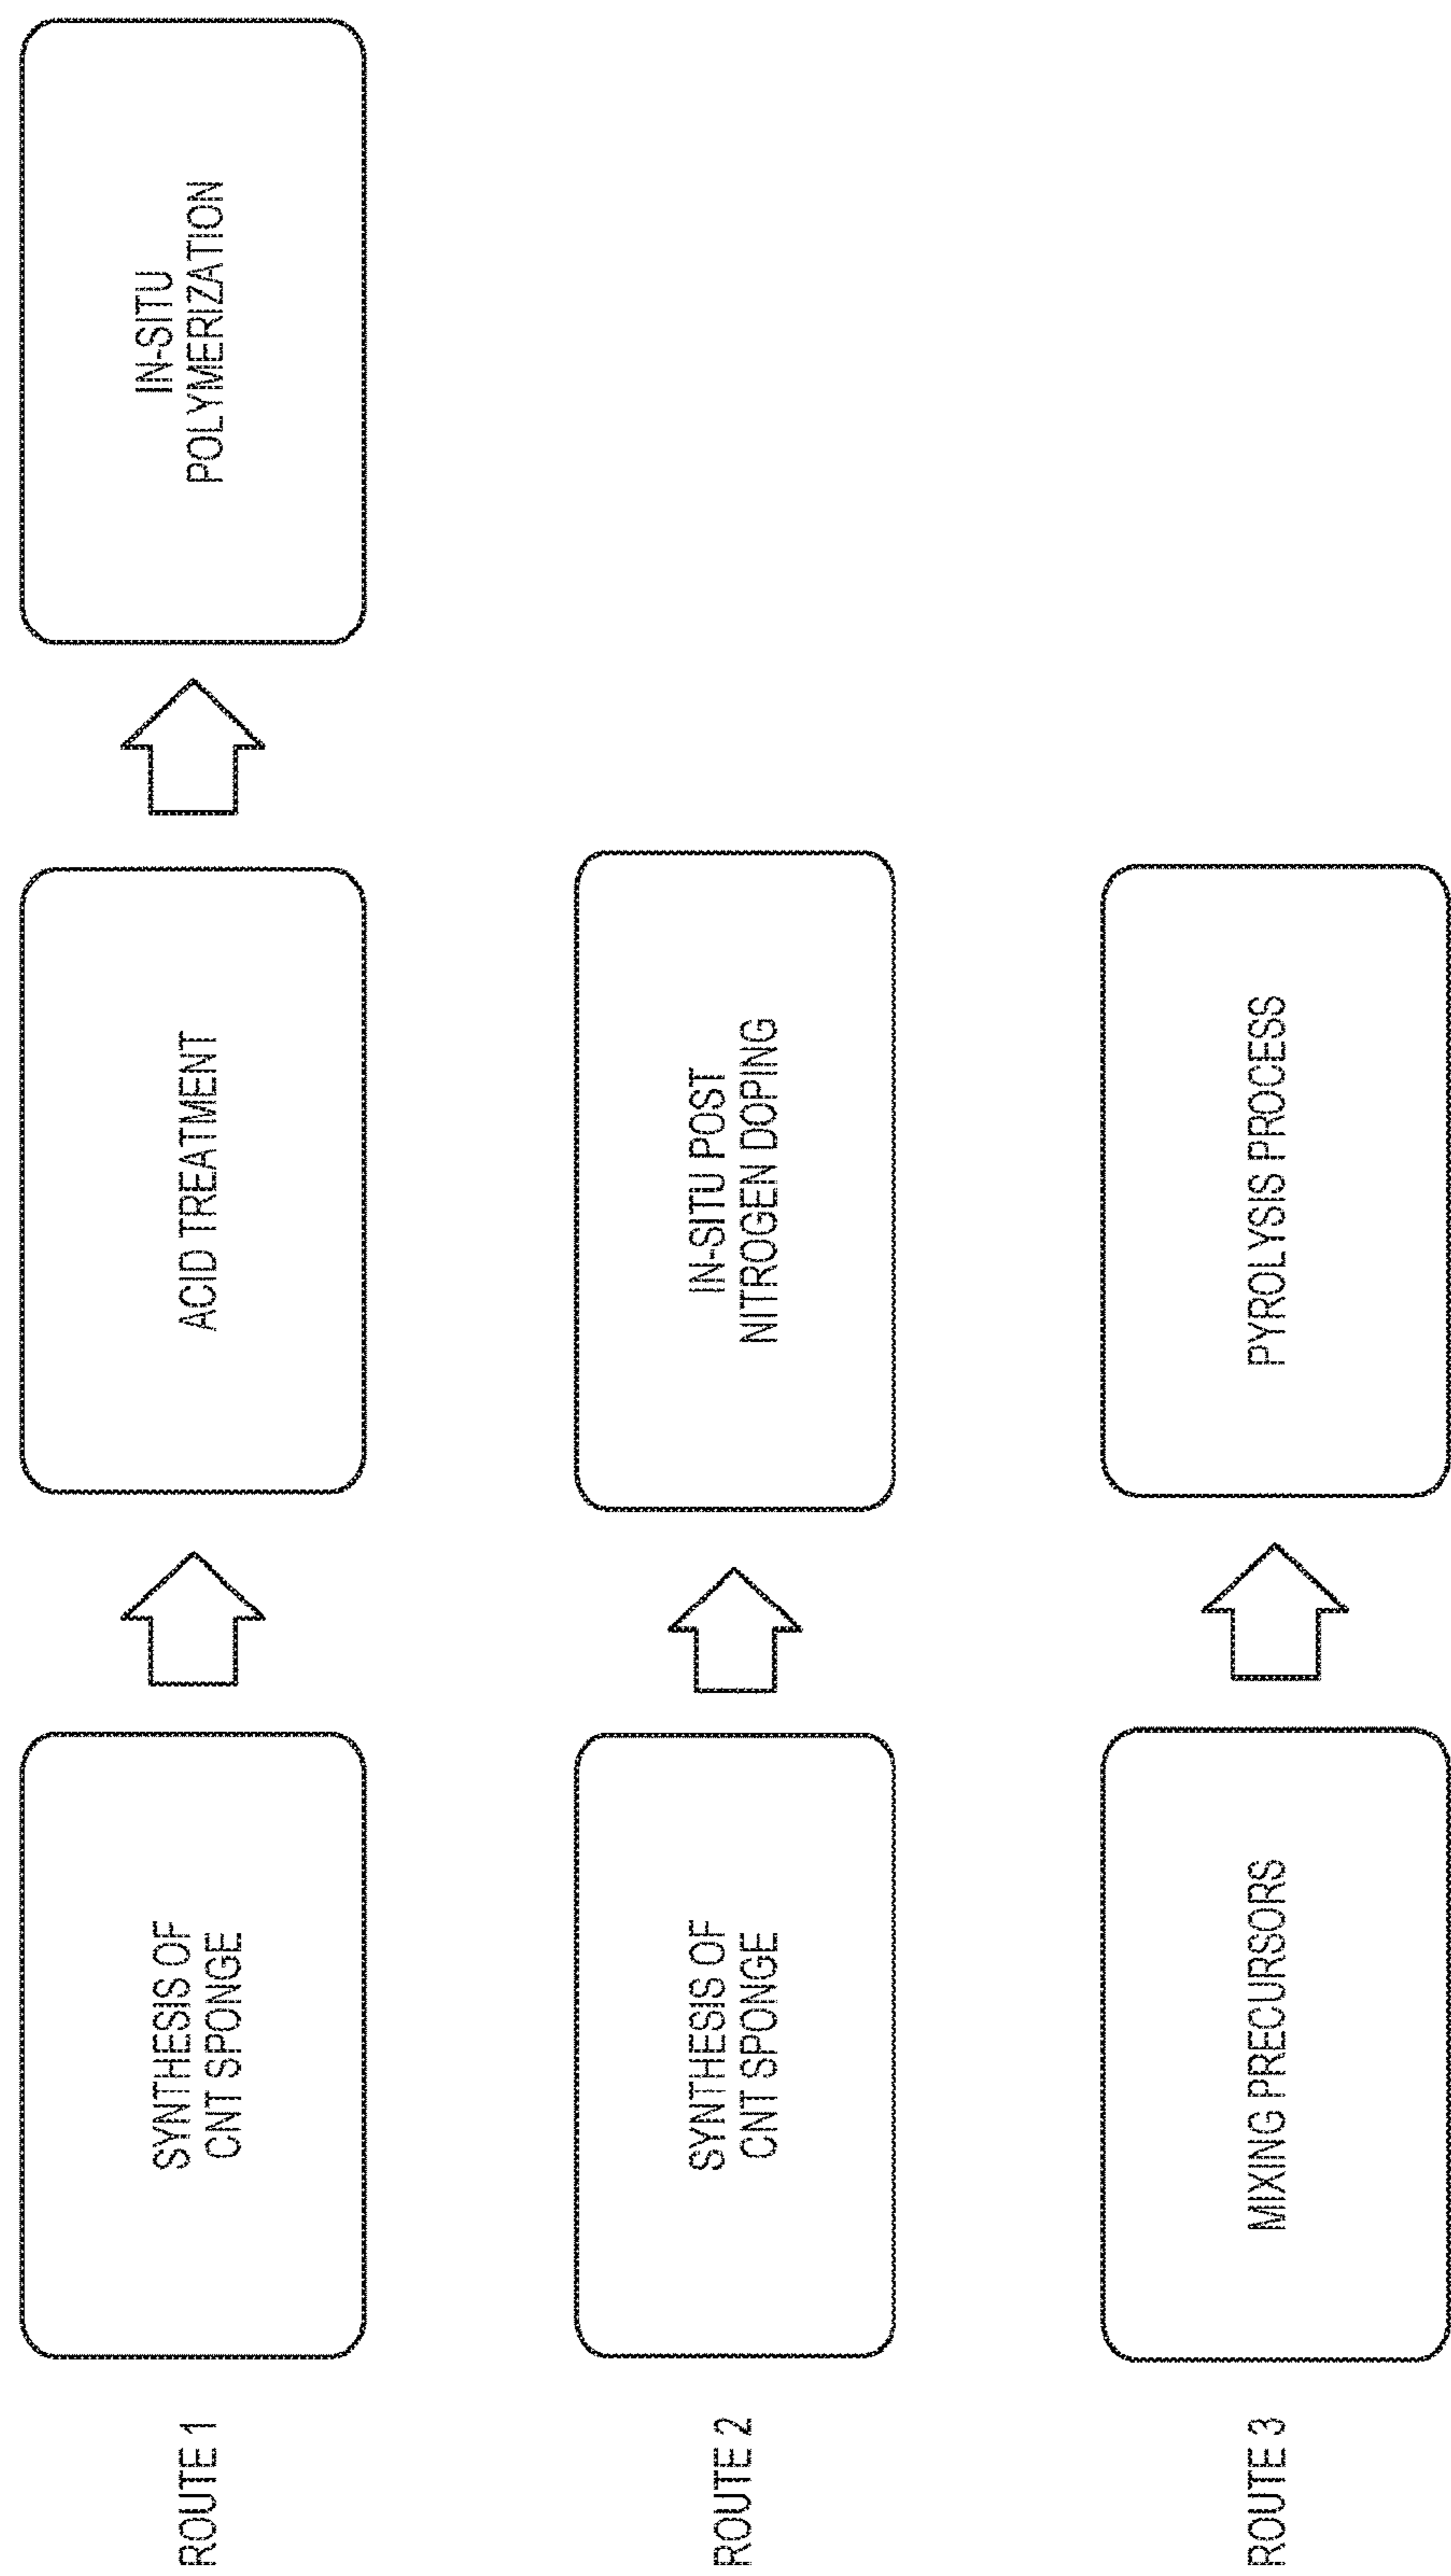 ROUTE 1
SYNTHESIS OF
CNT SPONGE
ACID TREATMENT
IN-SITU
POLYMERIZATION
ROUTE 2
SYNTHESIS OF
CNT SPONGE
IN-SITU POST
NITROGEN DOPING
ROUTE 3
MIXING PRECURSORS
PYROLYSIS PROCESS